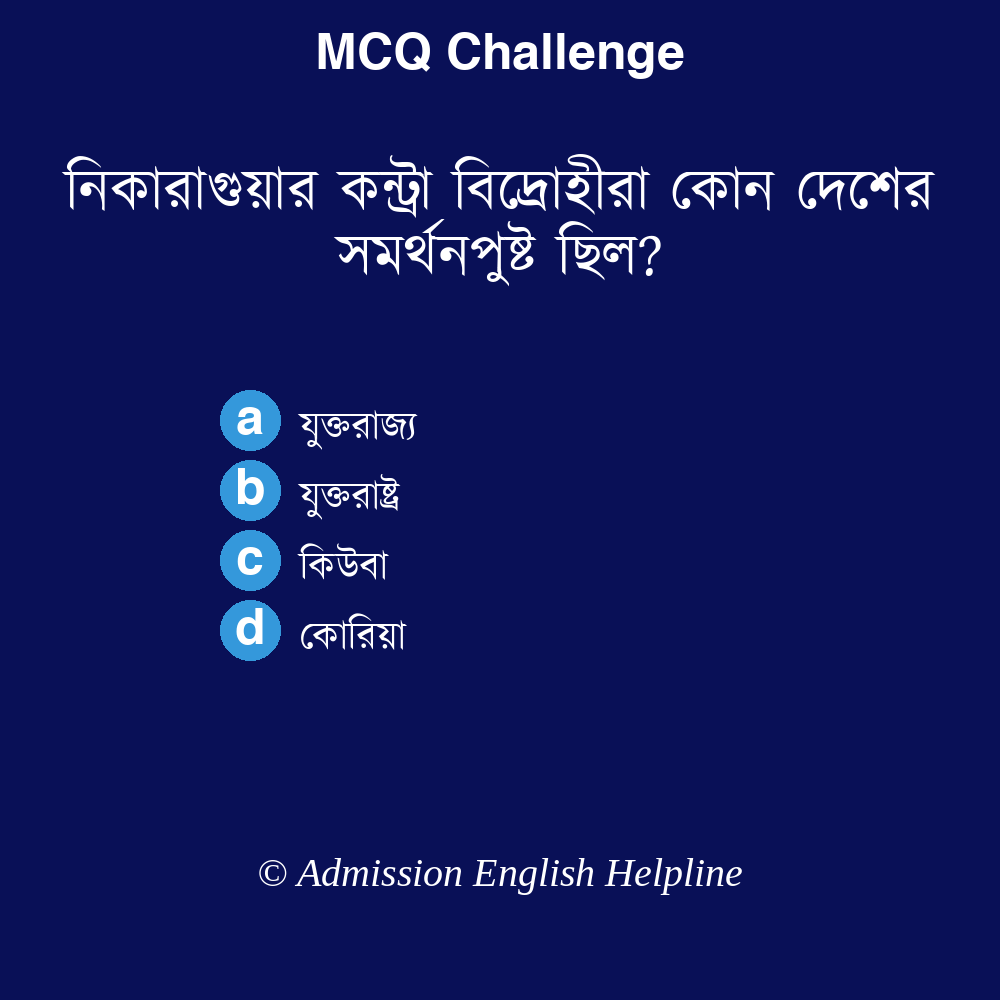 MCQ Challenge
নিকারাগুয়ার কন্ট্রা বিদ্রোহীরা কোন দেশের
সমর্থনপুষ্ট ছিল?
a যুক্তরাজ্য
b যুক্তরাষ্ট্র
c কিউবা
d কোরিয়া
© Admission English Helpline